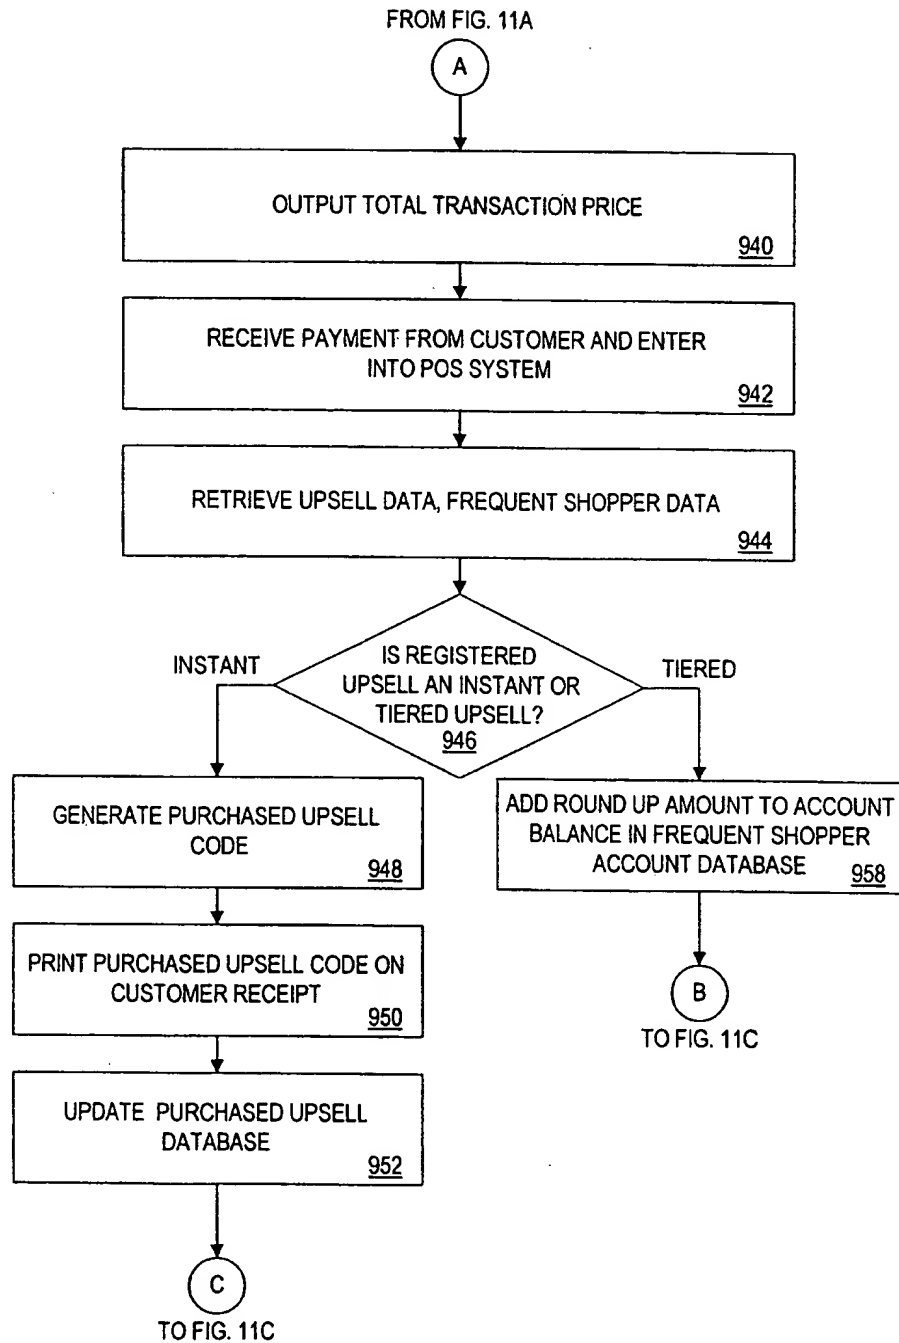 FROM FIG. 11A
A
OUTPUT TOTAL TRANSACTION PRICE
940
RECEIVE PAYMENT FROM CUSTOMER AND ENTER
INTO POS SYSTEM
942
RETRIEVE UPSELL DATA, FREQUENT SHOPPER DATA
944
INSTANT
IS REGISTERED
UPSELL AN INSTANT OR
TIERED UPSELL?
946
TIERED
GENERATE PURCHASED UPSELL
CODE
948
PRINT PURCHASED UPSELL CODE ON
CUSTOMER RECEIPT
950
UPDATE PURCHASED UPSELL
DATABASE
952
C
TO FIG. 11C
ADD ROUND UP AMOUNT TO ACCOUNT
BALANCE IN FREQUENT SHOPPER
ACCOUNT DATABASE
958
B
TO FIG. 11C